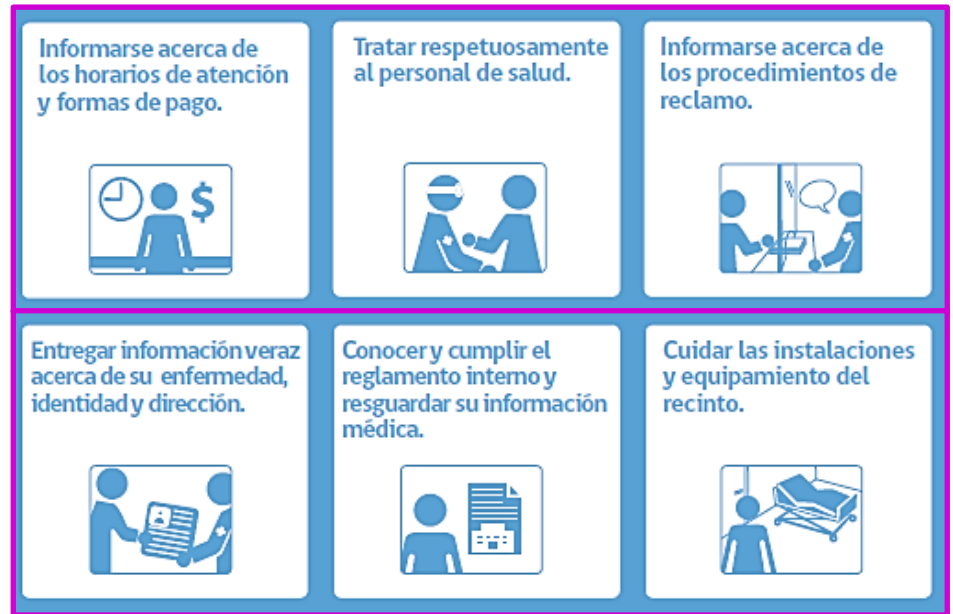 Informarse acerca de
los horarios de atención
y formas de pago.
$
Tratar respetuosamente
al personal de salud.
Informarse acerca de
los procedimientos de
reclamo.
Entregar información veraz
acerca de su enfermedad,
identidad y dirección.
Conocer y cumplir el
reglamento interno y
resguardar su información
médica.
Cuidar las instalaciones
y equipamiento del
recinto.